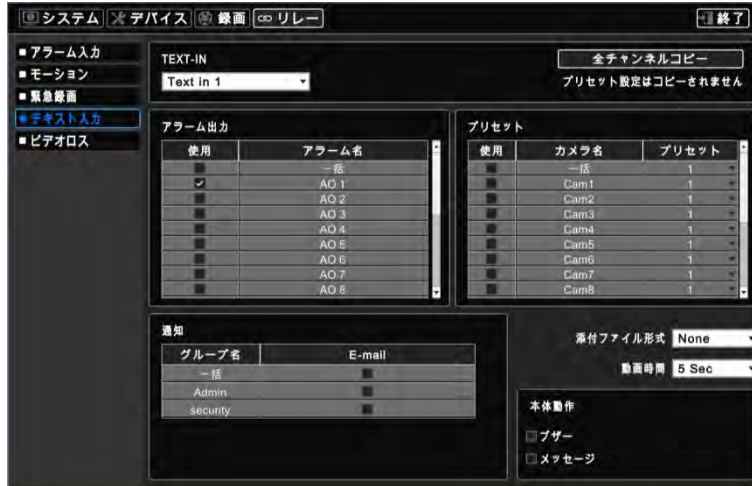 システム デバイス 録画 リレー 終了
アラーム入力
モーション
緊急録画
テキスト入力
ビデオロス
TEXT-IN
Text in 1
全チャンネルコピー
プリセット設定はコピーされません
アラーム出力
使用 アラーム名
一括
AO 1
AO 2
AO 3
AO 4
AO 5
AO 6
AO 7
AO 8
プリセット
使用 カメラ名 プリセット
一括 1
Cam1 1
Cam2 1
Cam3 1
Cam4 1
Cam5 1
Cam6 1
Cam7 1
Cam8 1
通知
グループ名 E-mail
一括
Admin
security
添付ファイル形式 None
動画時間 5 Sec
本体動作
ブザー
メッセージ